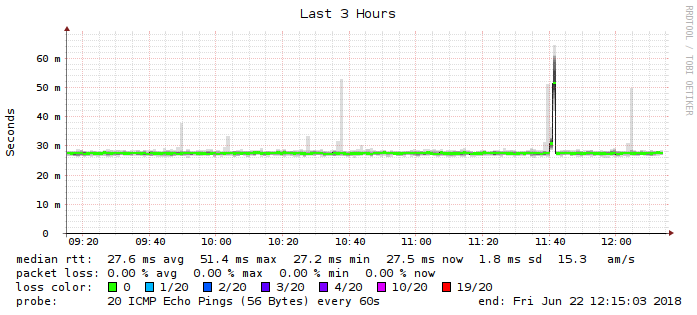 Last 3 Hours
RRDTOOL / TOBI OETIKER
Seconds
60 m
50 m
40 m
30 m
20 m
10 m
0
09:20 09:40 10:00 10:20 10:40 11:00 11:20 11:40 12:00
median rtt: 27.6 ms avg 51.4 ms max 27.2 ms min 27.5 ms now 1.8 ms sd 15.3 am/s
packet loss: 0.00 % avg 0.00 % max 0.00 % min 0.00 % now
loss color: 0 1/20 2/20 3/20 4/20 10/20 19/20
probe: 20 ICMP Echo Pings (56 Bytes) every 60s end: Fri Jun 22 12:15:03 2018